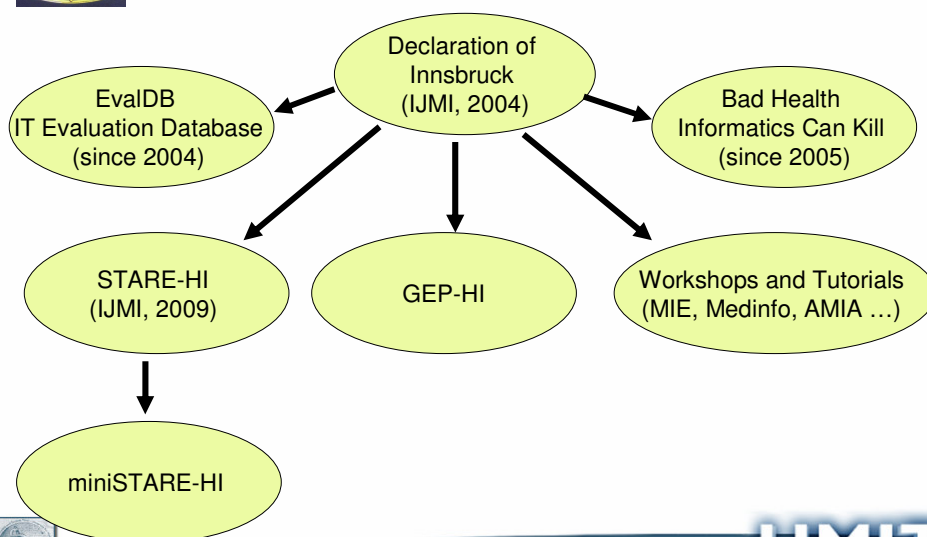 Declaration of
Innsbruck
(IJMI, 2004)
EvalDB
IT Evaluation Database
(since 2004)
Bad Health
Informatics Can Kill
(since 2005)
STARE-HI
(IJMI, 2009)
GEP-HI
Workshops and Tutorials
(MIE, Medinfo, AMIA …)
miniSTARE-HI
UMIT